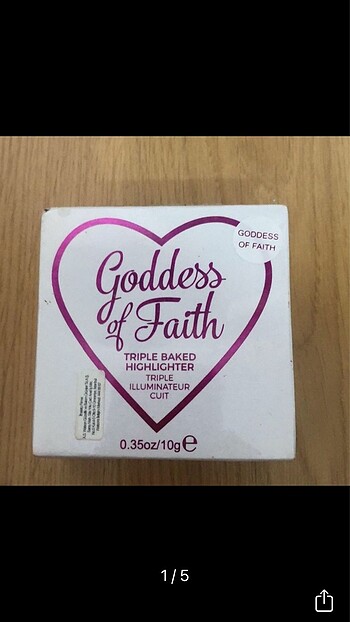 GODDESS
OF FAITH
Goddess
of Faith
TRIPLE BAKED
HIGHLIGHTER
TRIPLE
ILLUMINATEUR
CUIT
0.35oz/10g℮
1/5